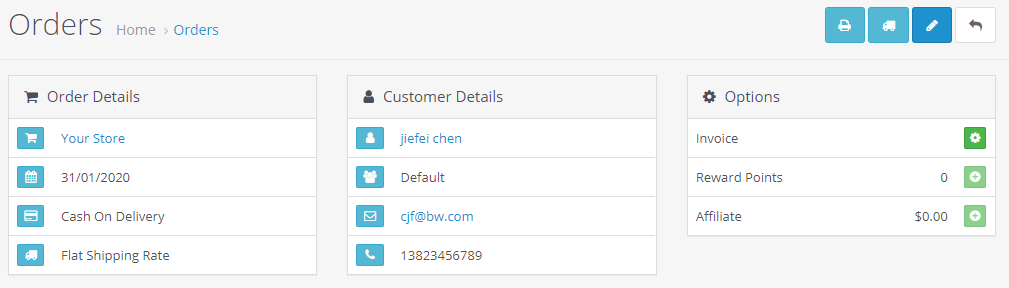 Orders Home › Orders
Order Details
Your Store
31/01/2020
Cash On Delivery
Flat Shipping Rate
Customer Details
jiefei chen
Default
cjf@bw.com
13823456789
Options
Invoice
Reward Points 0
Affiliate $0.00